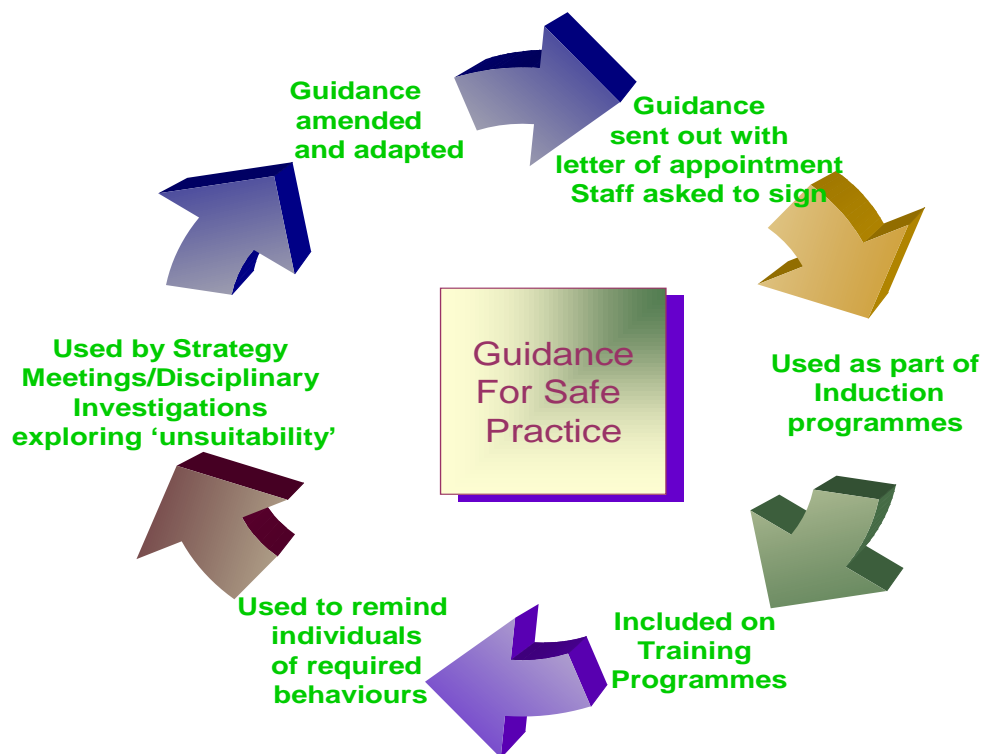 Guidance
amended
and adapted
Guidance
sent out with
letter of appointment
Staff asked to sign
Used as part of
Induction
programmes
Included on
Training
Programmes
Used to remind
individuals
of required
behaviours
Used by Strategy
Meetings/Disciplinary
Investigations
exploring ‘unsuitability’
Guidance
For Safe
Practice